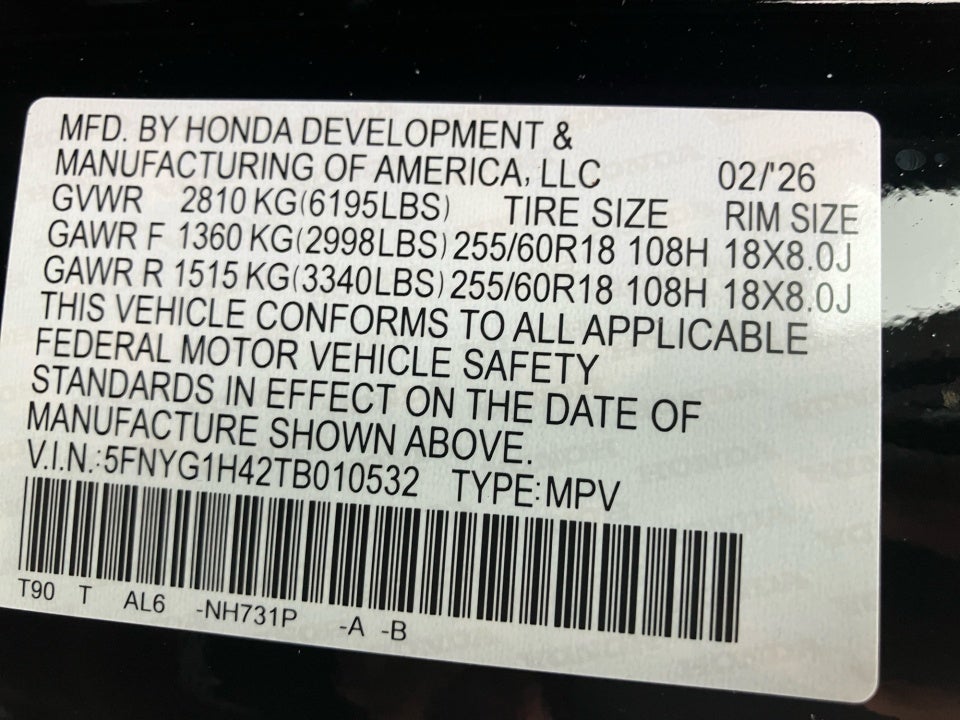 MFD. BY HONDA DEVELOPMENT &
MANUFACTURING OF AMERICA, LLC 02/'26
GVWR 2810 KG(6195LBS) TIRE SIZE RIM SIZE
GAWR F 1360 KG(2998LBS) 255/60R18 108H 18X8.0J
GAWR R 1515 KG(3340LBS) 255/60R18 108H 18X8.0J
THIS VEHICLE CONFORMS TO ALL APPLICABLE
FEDERAL MOTOR VEHICLE SAFETY
STANDARDS IN EFFECT ON THE DATE OF
MANUFACTURE SHOWN ABOVE.
V.I.N.:5FNYG1H42TB010532 TYPE:MPV
T90 T AL6 -NH731P -A -B